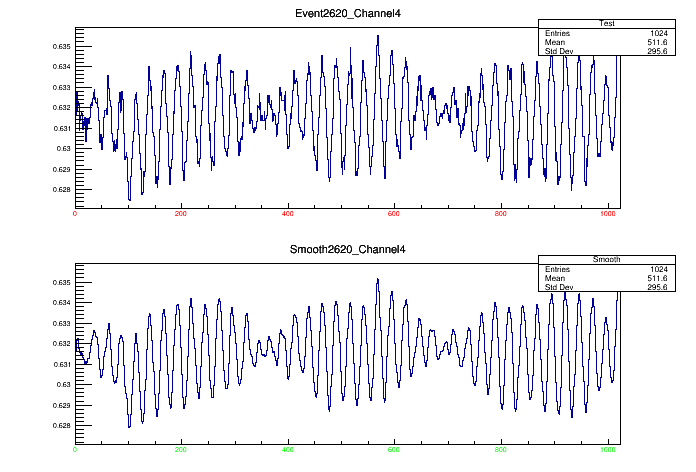 Event2620_Channel4
Test
Entries 1024
Mean 511.6
Std Dev 295.6
0.635
0.634
0.633
0.632
0.631
0.63
0.629
0.628
0 200 400 600 800 1000
Smooth2620_Channel4
Smooth
Entries 1024
Mean 511.6
Std Dev 295.6
0.635
0.634
0.633
0.632
0.631
0.63
0.629
0.628
0 200 400 600 800 1000